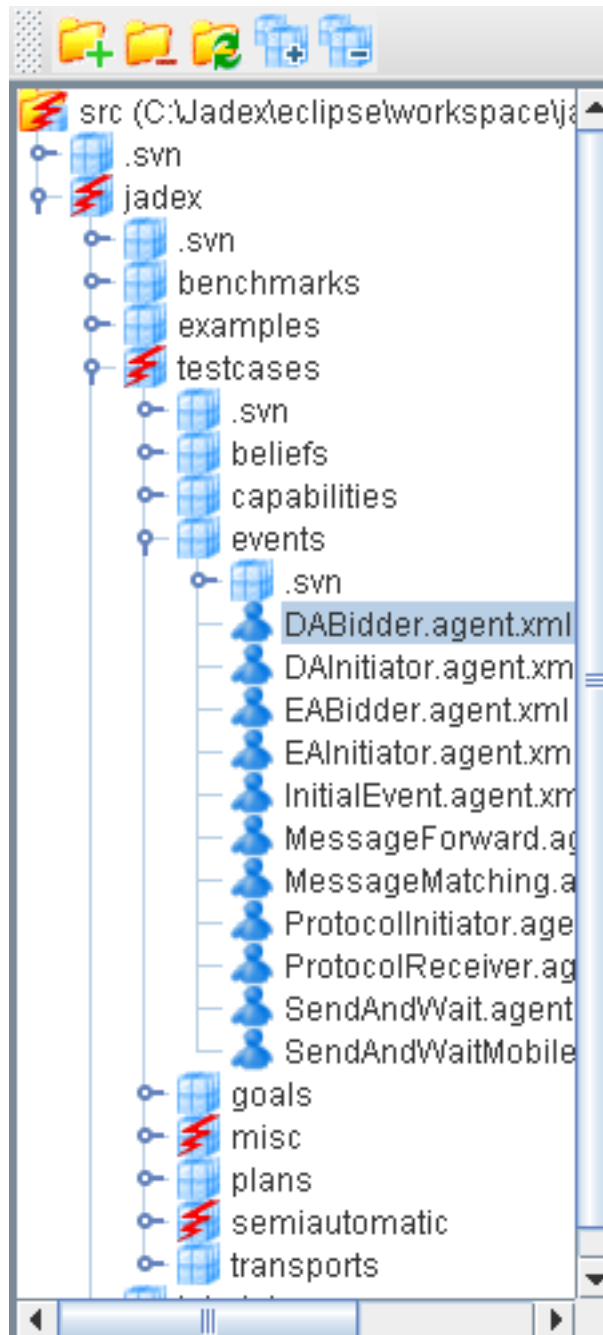 src (C:\Jadex\eclipse\workspace\ja
.svn
jadex
.svn
benchmarks
examples
testcases
.svn
beliefs
capabilities
events
.svn
DABidder.agent.xml
DAInitiator.agent.xm
EABidder.agent.xml
EAInitiator.agent.xm
InitialEvent.agent.xm
MessageForward.ag
MessageMatching.a
ProtocolInitiator.age
ProtocolReceiver.ag
SendAndWait.agent
SendAndWaitMobile
goals
misc
plans
semiautomatic
transports